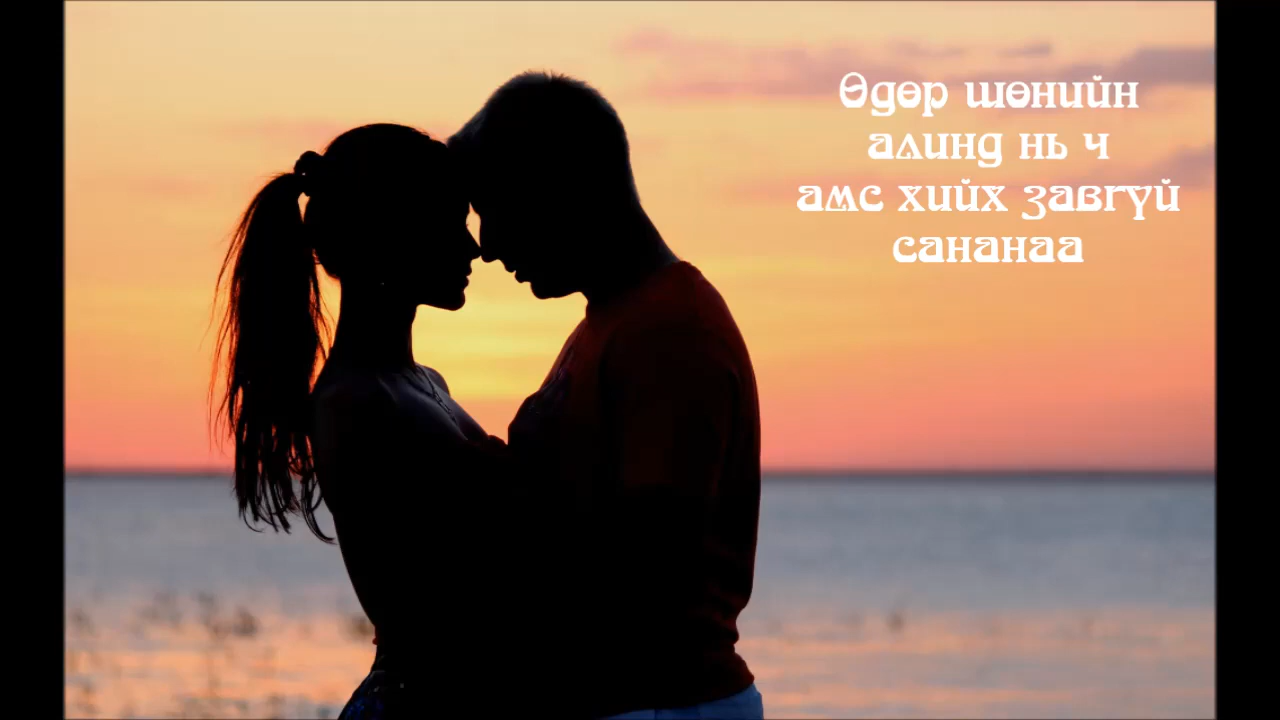 Өдөр шөнийн
алинд нь ч
амс хийх завгүй
сананаа